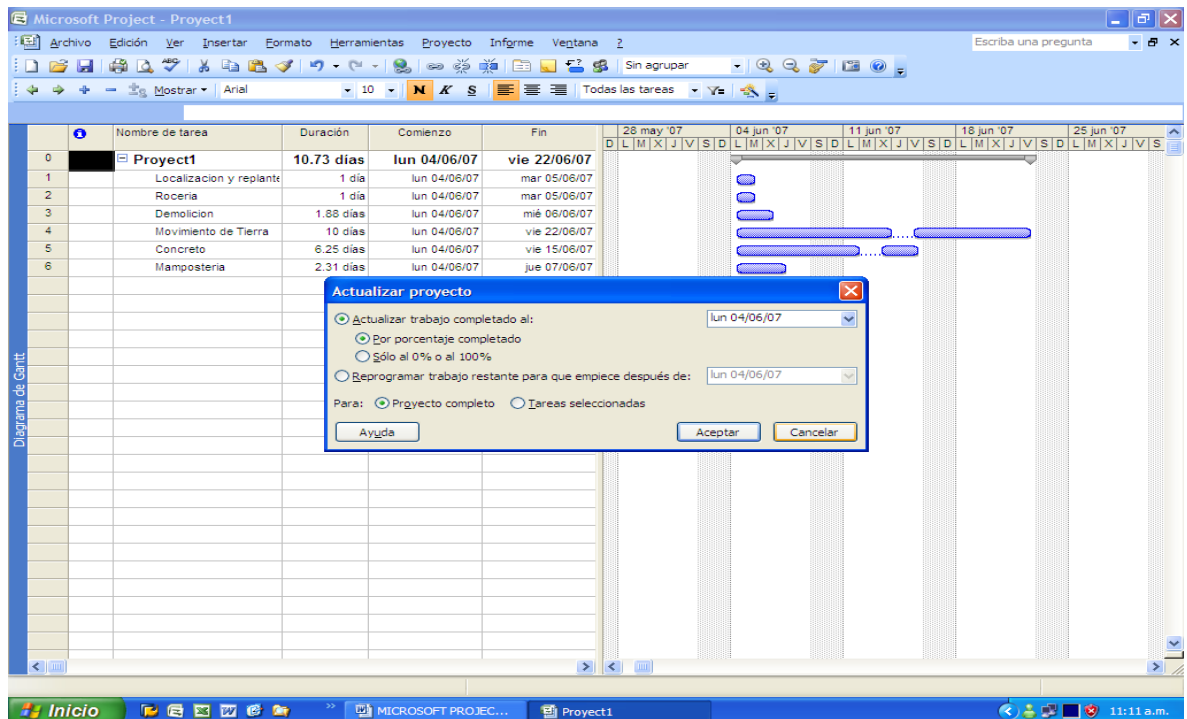 Microsoft Project - Proyect1
Archivo Edición Ver Insertar Formato Herramientas Proyecto Informe Ventana ?
Escriba una pregunta
Sin agrupar
Mostrar Arial 10 N K S Todas las tareas
Nombre de tarea Duración Comienzo Fin
28 may '07 04 jun '07 11 jun '07 18 jun '07 25 jun '07
D L M X J V S D L M X J V S D L M X J V S D L M X J V S D L M X J V S
0 Proyect1 10.73 días lun 04/06/07 vie 22/06/07
1 Localizacion y replante 1 día lun 04/06/07 mar 05/06/07
2 Roceria 1 día lun 04/06/07 mar 05/06/07
3 Demolicion 1.88 días lun 04/06/07 mié 06/06/07
4 Movimiento de Tierra 10 días lun 04/06/07 vie 22/06/07
5 Concreto 6.25 días lun 04/06/07 vie 15/06/07
6 Mamposteria 2.31 días lun 04/06/07 jue 07/06/07
Diagrama de Gantt
Actualizar proyecto
Actualizar trabajo completado al: lun 04/06/07
Por porcentaje completado
Sólo al 0% o al 100%
Reprogramar trabajo restante para que empiece después de: lun 04/06/07
Para: Proyecto completo Tareas seleccionadas
Ayuda Aceptar Cancelar
Inicio MICROSOFT PROJEC... Proyect1 11:11 a.m.